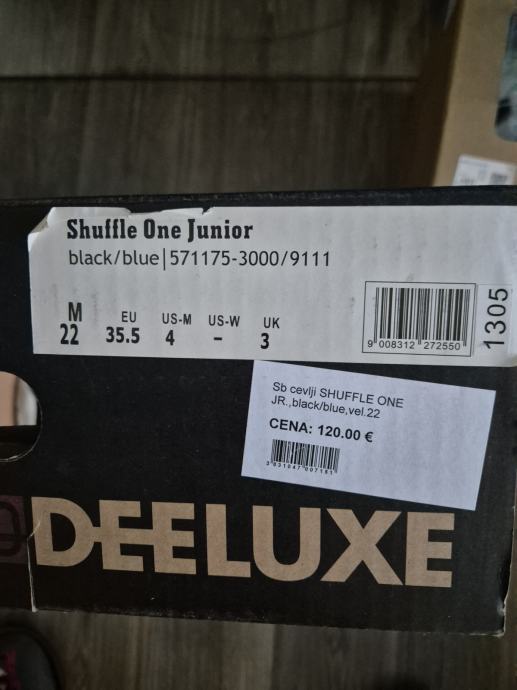 Shuffle One Junior
black/blue|571175-3000/9111
M EU US-M US-W UK
22 35.5 4 – 3
9 008312 272550
1305
Sb cevlji SHUFFLE ONE
JR.,black/blue,vel.22
CENA: 120.00 €
DEELUXE